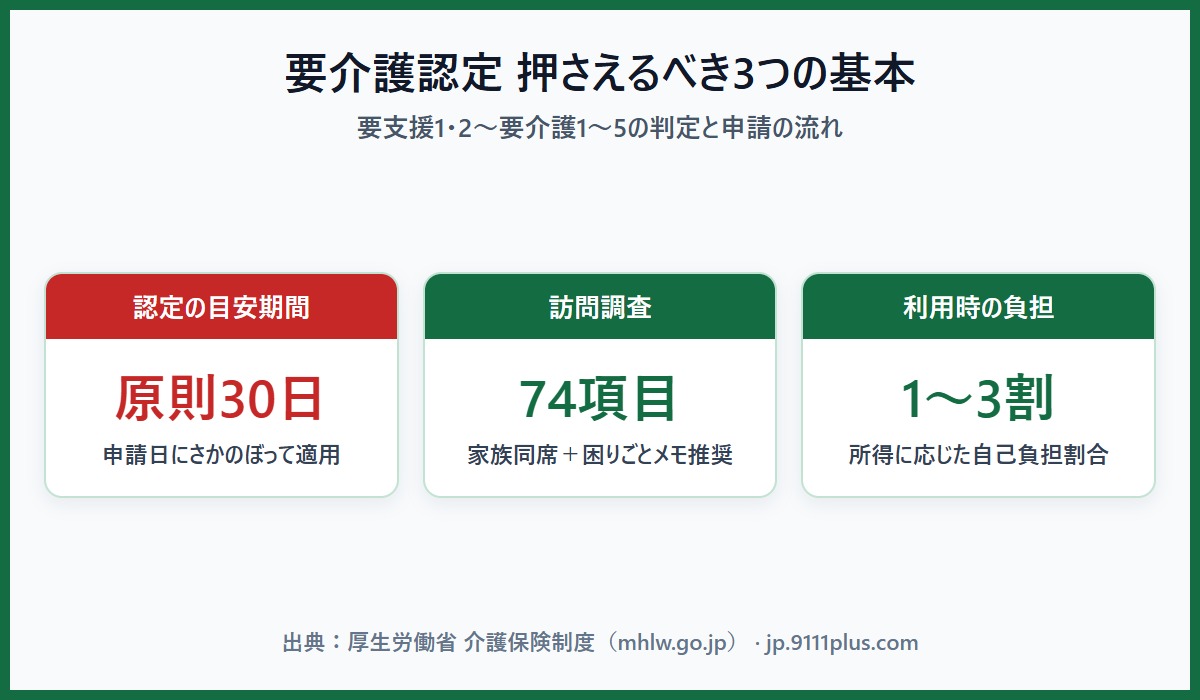 要介護認定 押さえるべき3つの基本
要支援1・2～要介護1～5の判定と申請の流れ
認定の目安期間
原則30日
申請日にさかのぼって適用
訪問調査
74項目
家族同席＋困りごとメモ推奨
利用時の負担
1～3割
所得に応じた自己負担割合
出典：厚生労働省 介護保険制度（mhlw.go.jp）・jp.9111plus.com